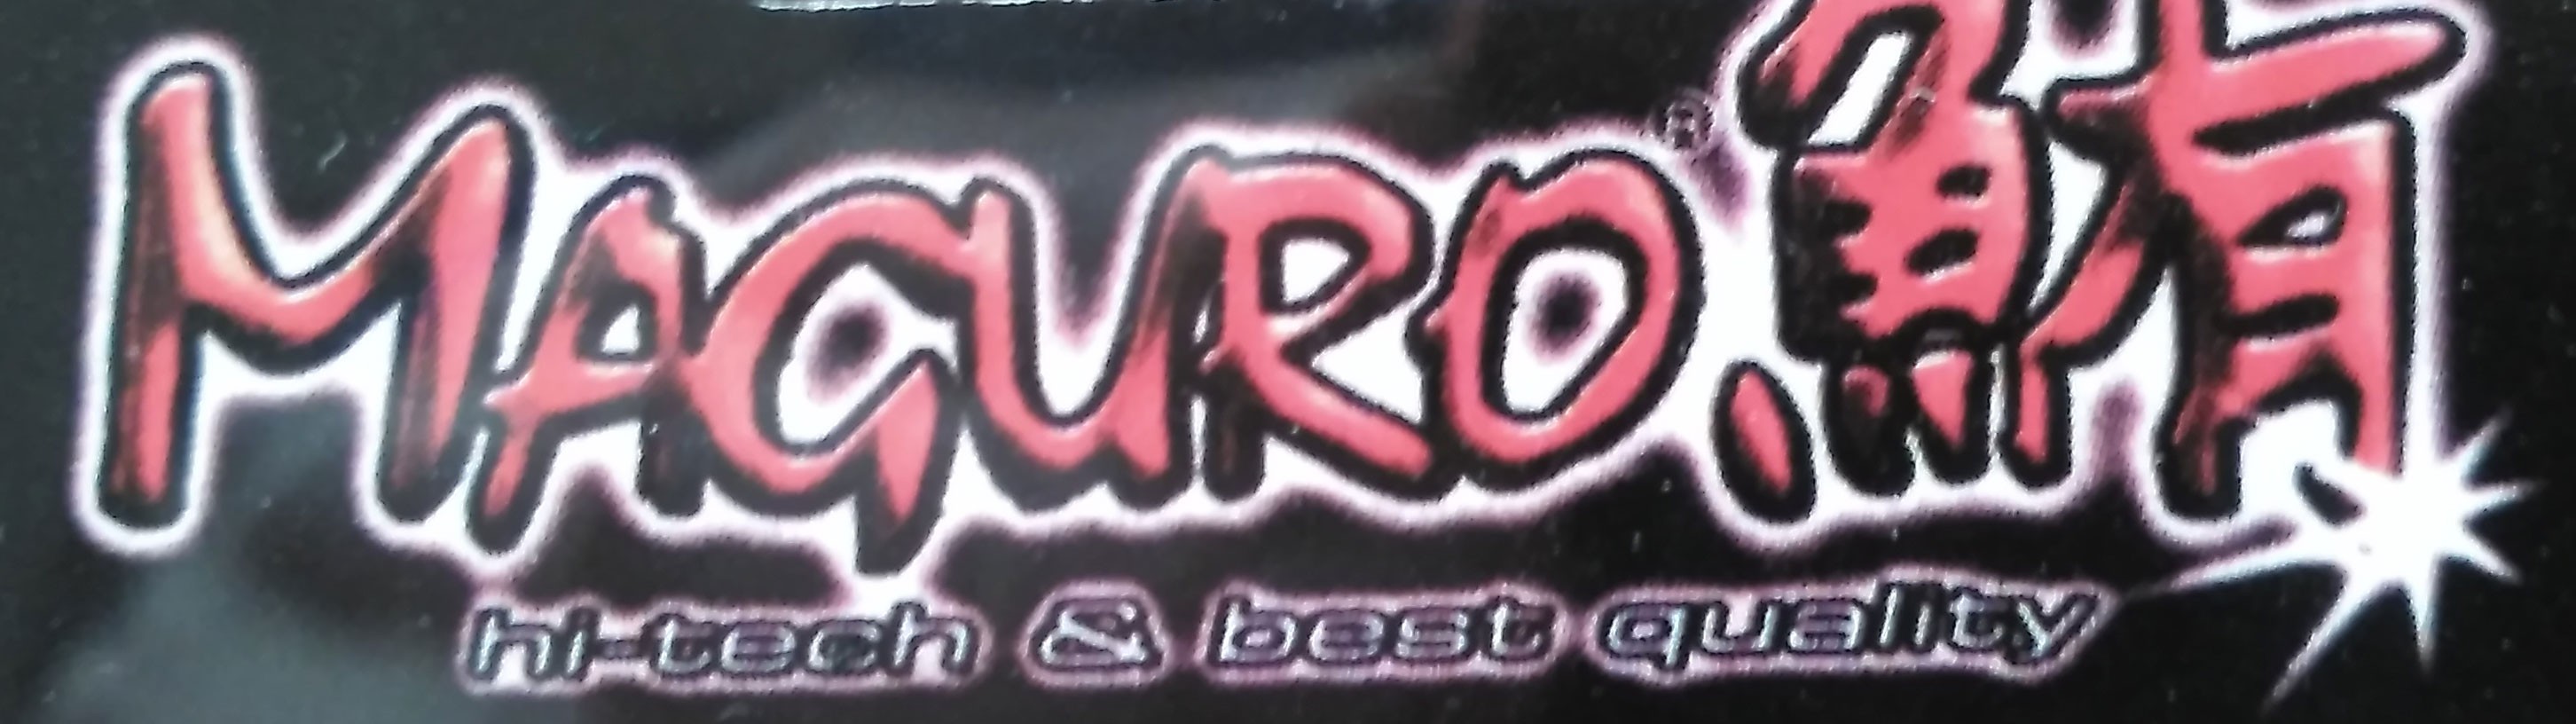 MAGURO® 鮪
hi-tech & best quality